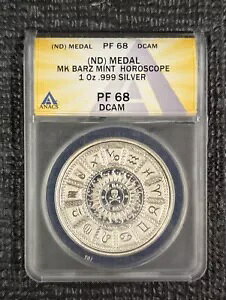 (ND) MEDAL PF 68 DCAM
(ND) MEDAL
MK BARZ MINT HOROSCOPE
1 Oz .999 SILVER
PF 68
DCAM
ANACS